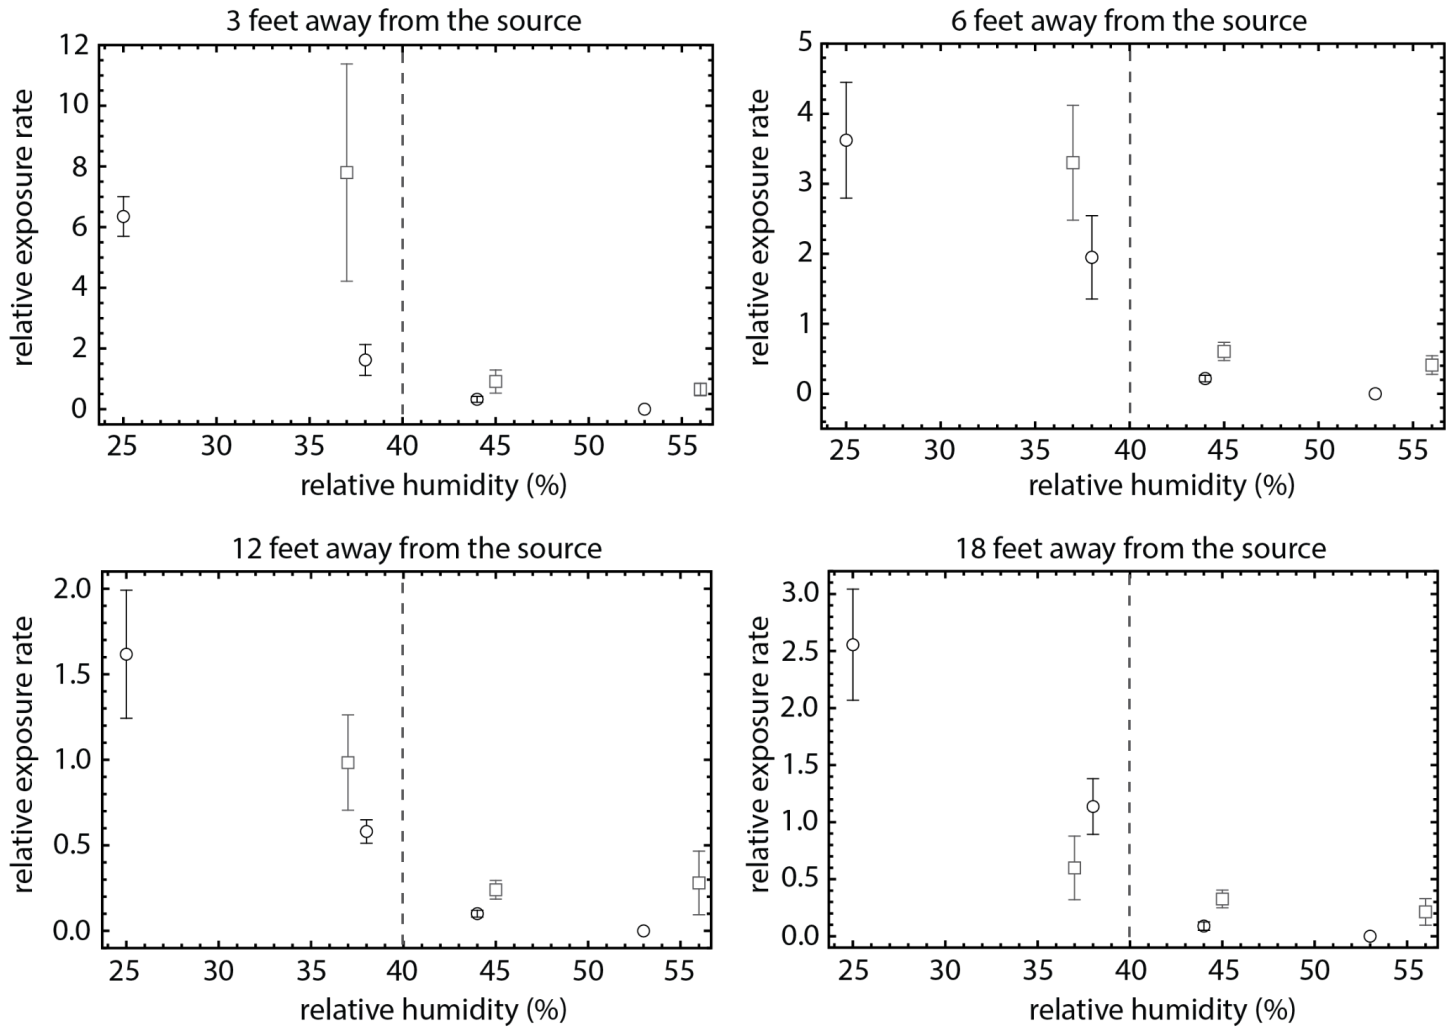 3 feet away from the source
12
10
8
6
4
2
0
relative exposure rate
25 30 35 40 45 50 55
relative humidity (%)
6 feet away from the source
5
4
3
2
1
0
relative exposure rate
25 30 35 40 45 50 55
relative humidity (%)
12 feet away from the source
2.0
1.5
1.0
0.5
0.0
relative exposure rate
25 30 35 40 45 50 55
relative humidity (%)
18 feet away from the source
3.0
2.5
2.0
1.5
1.0
0.5
0.0
relative exposure rate
25 30 35 40 45 50 55
relative humidity (%)